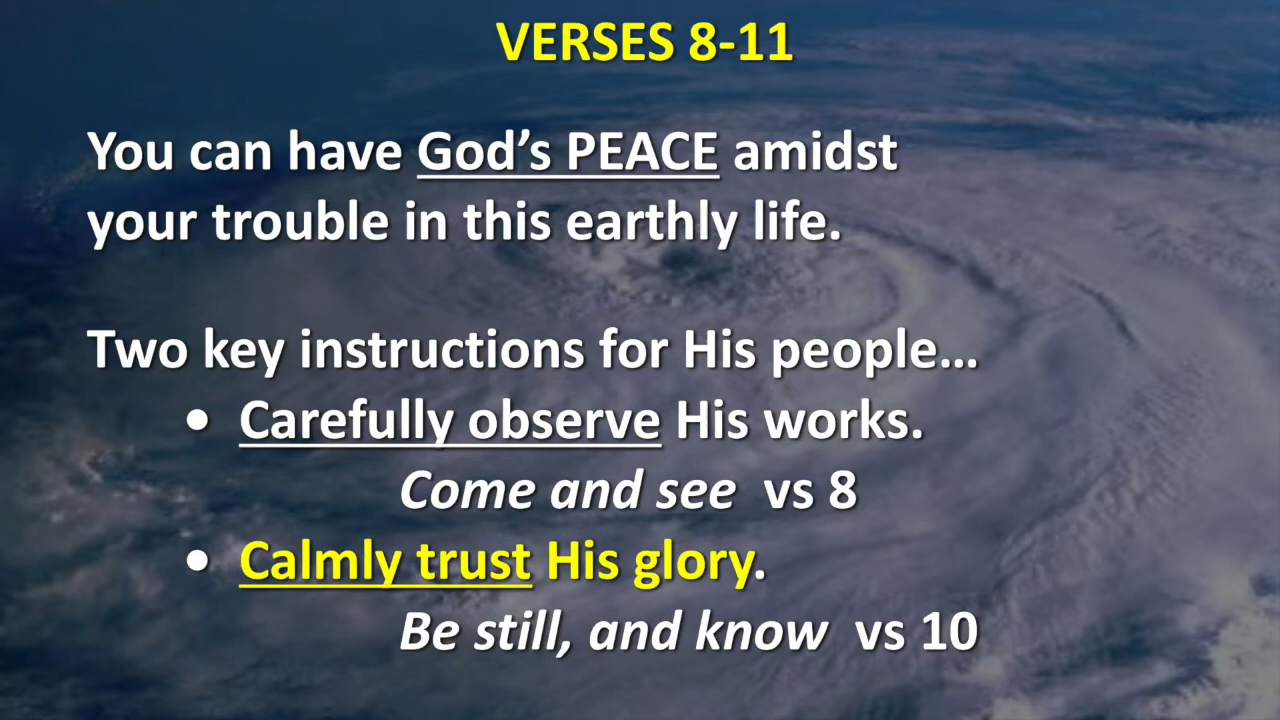 VERSES 8-11
You can have God’s PEACE amidst
your trouble in this earthly life.
Two key instructions for His people…
• Carefully observe His works.
Come and see vs 8
• Calmly trust His glory.
Be still, and know vs 10